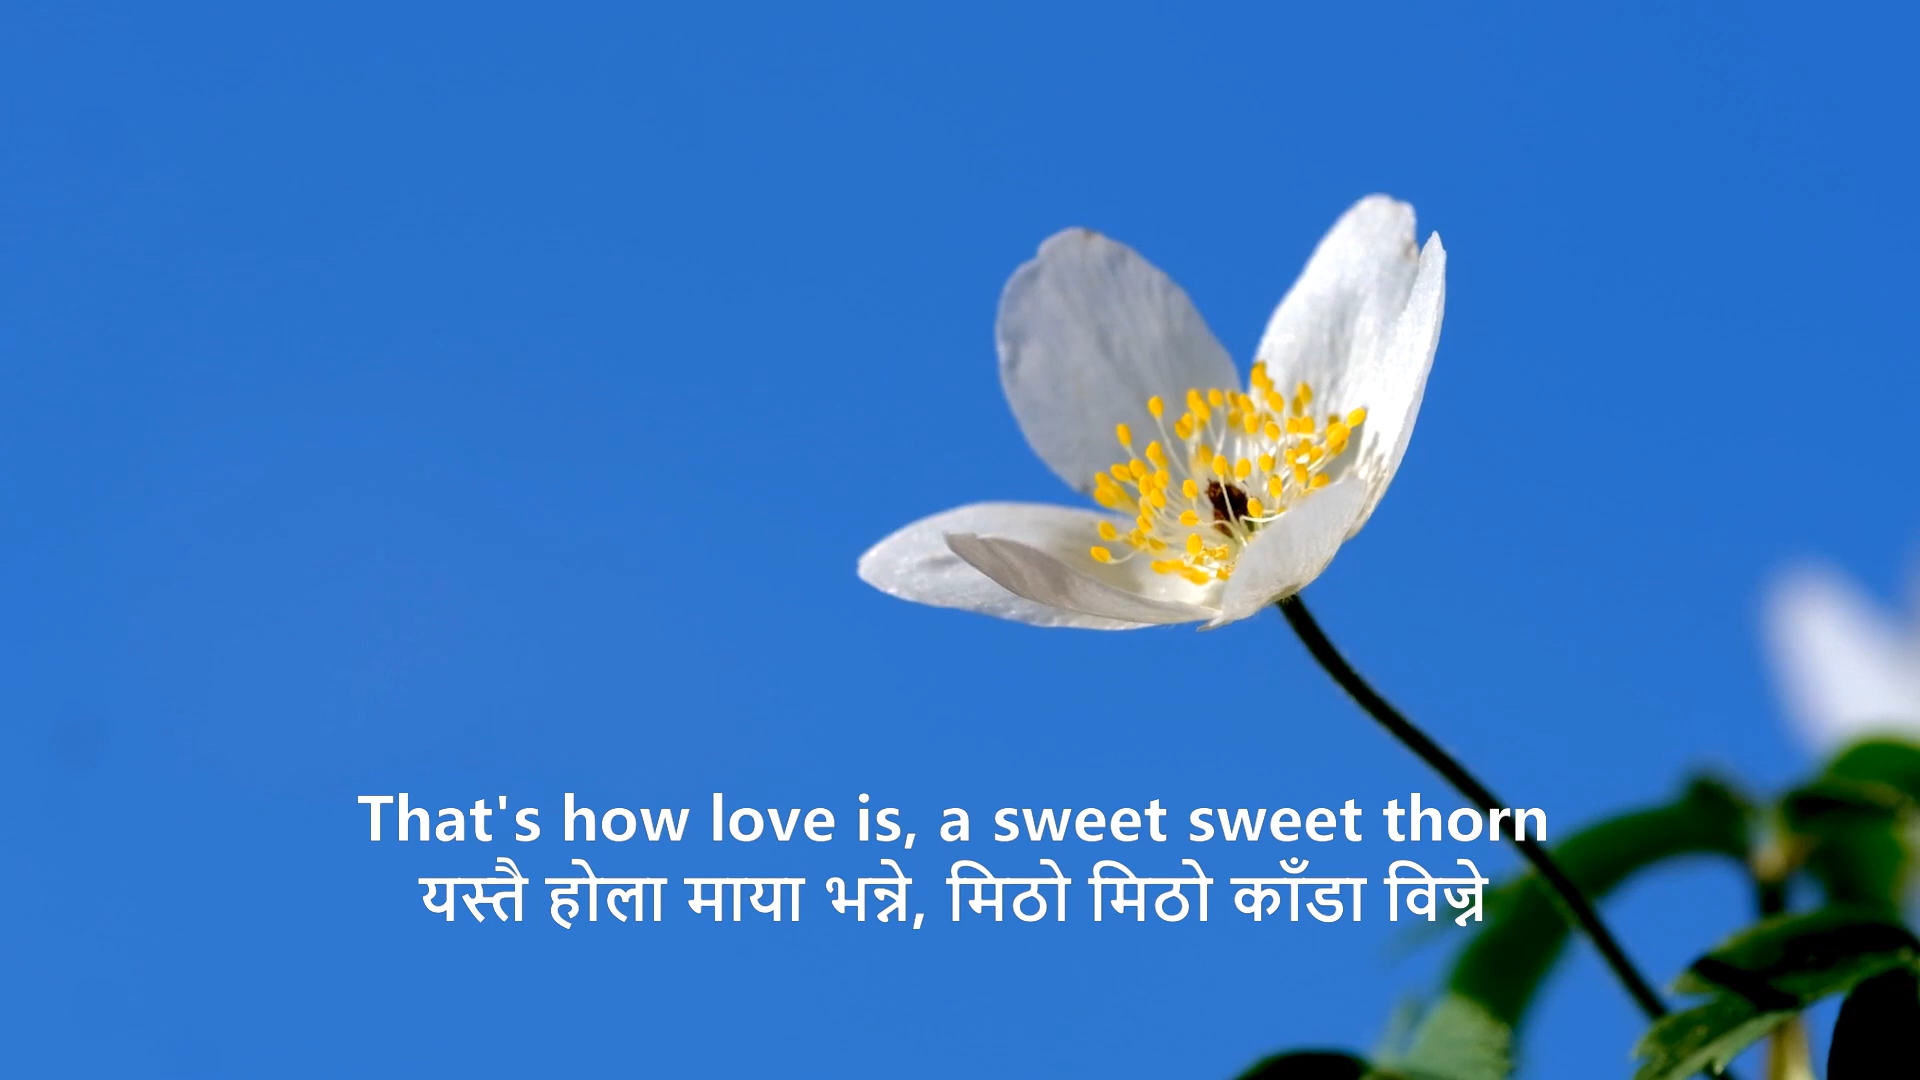 That's how love is, a sweet sweet thorn
यस्तै होला माया भन्ने, मिठो मिठो काँडा विज्ने